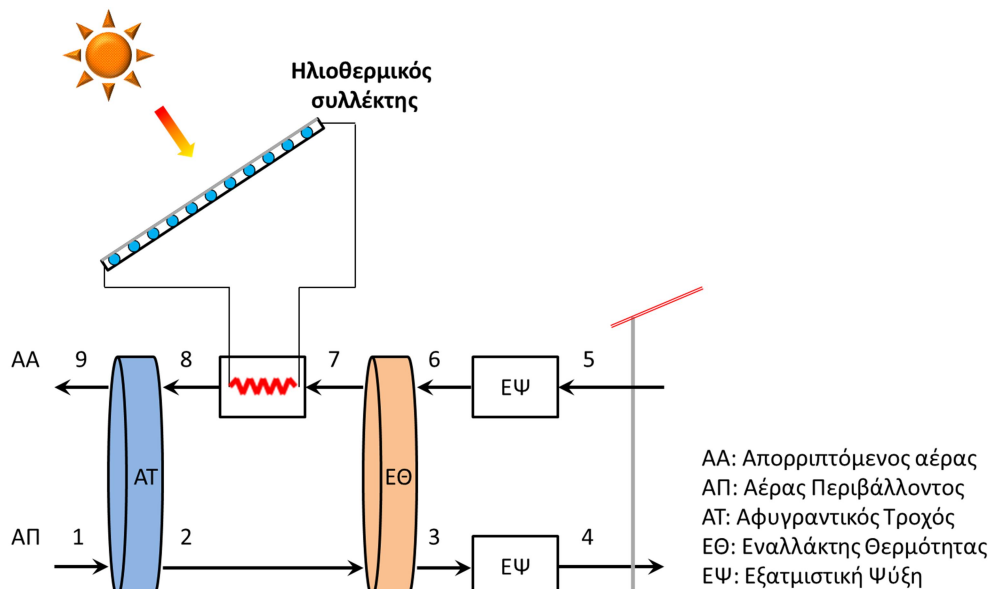 Ηλιοθερμικός
συλλέκτης
ΑΑ 9 8 7 6 5
ΕΨ
ΑΤ
ΕΘ
ΑΠ 1 2 3 4
ΕΨ
ΑΑ: Απορριπτόμενος αέρας
ΑΠ: Αέρας Περιβάλλοντος
ΑΤ: Αφυγραντικός Τροχός
ΕΘ: Εναλλάκτης Θερμότητας
ΕΨ: Εξατμιστική Ψύξη